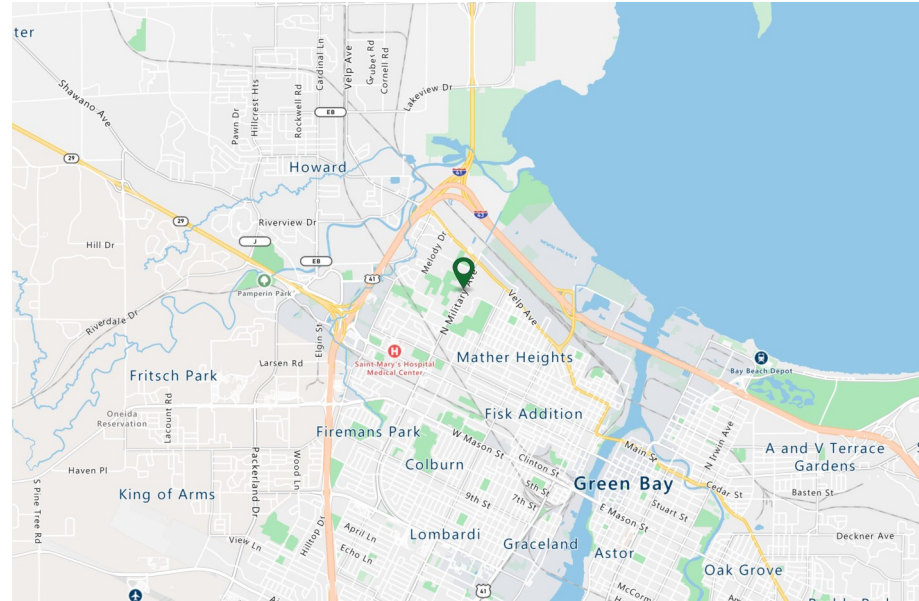 ter
Shawano Ave
Pawn Dr
Hillcrest Hts
Rockwell Rd
Cardinal Ln
Velp Ave
Grubes Rd
Cornell Rd
Lakeview Dr
EB
29
Howard
41
43
29
Riverview Dr
J
Hill Dr
EB
41
Melody Dr
Pamperin Park
N Military Ave
Velp Ave
Riverdale Dr
Elgin St
H
Saint-Mary's Hospital
Medical Center
Mather Heights
Bay Beach Depot
Larsen Rd
Fritsch Park
Oneida
Reservation
Lacount Rd
Fisk Addition
Firemans Park
W Mason St
Main St
N Irwin Ave
A and V Terrace
Gardens
Haven Pl
Packerland Dr
Wood Ln
Colburn
Clinton St
5th St
7th St
9th St
Green Bay
Cedar St
Basten St
S Pine Tree Rd
King of Arms
Stuart St
E Mason St
View Ln
Hilltop Dr
April Ln
Echo Ln
Lombardi
Graceland
Astor
Deckner Ave
Oak Grove
41
McCor